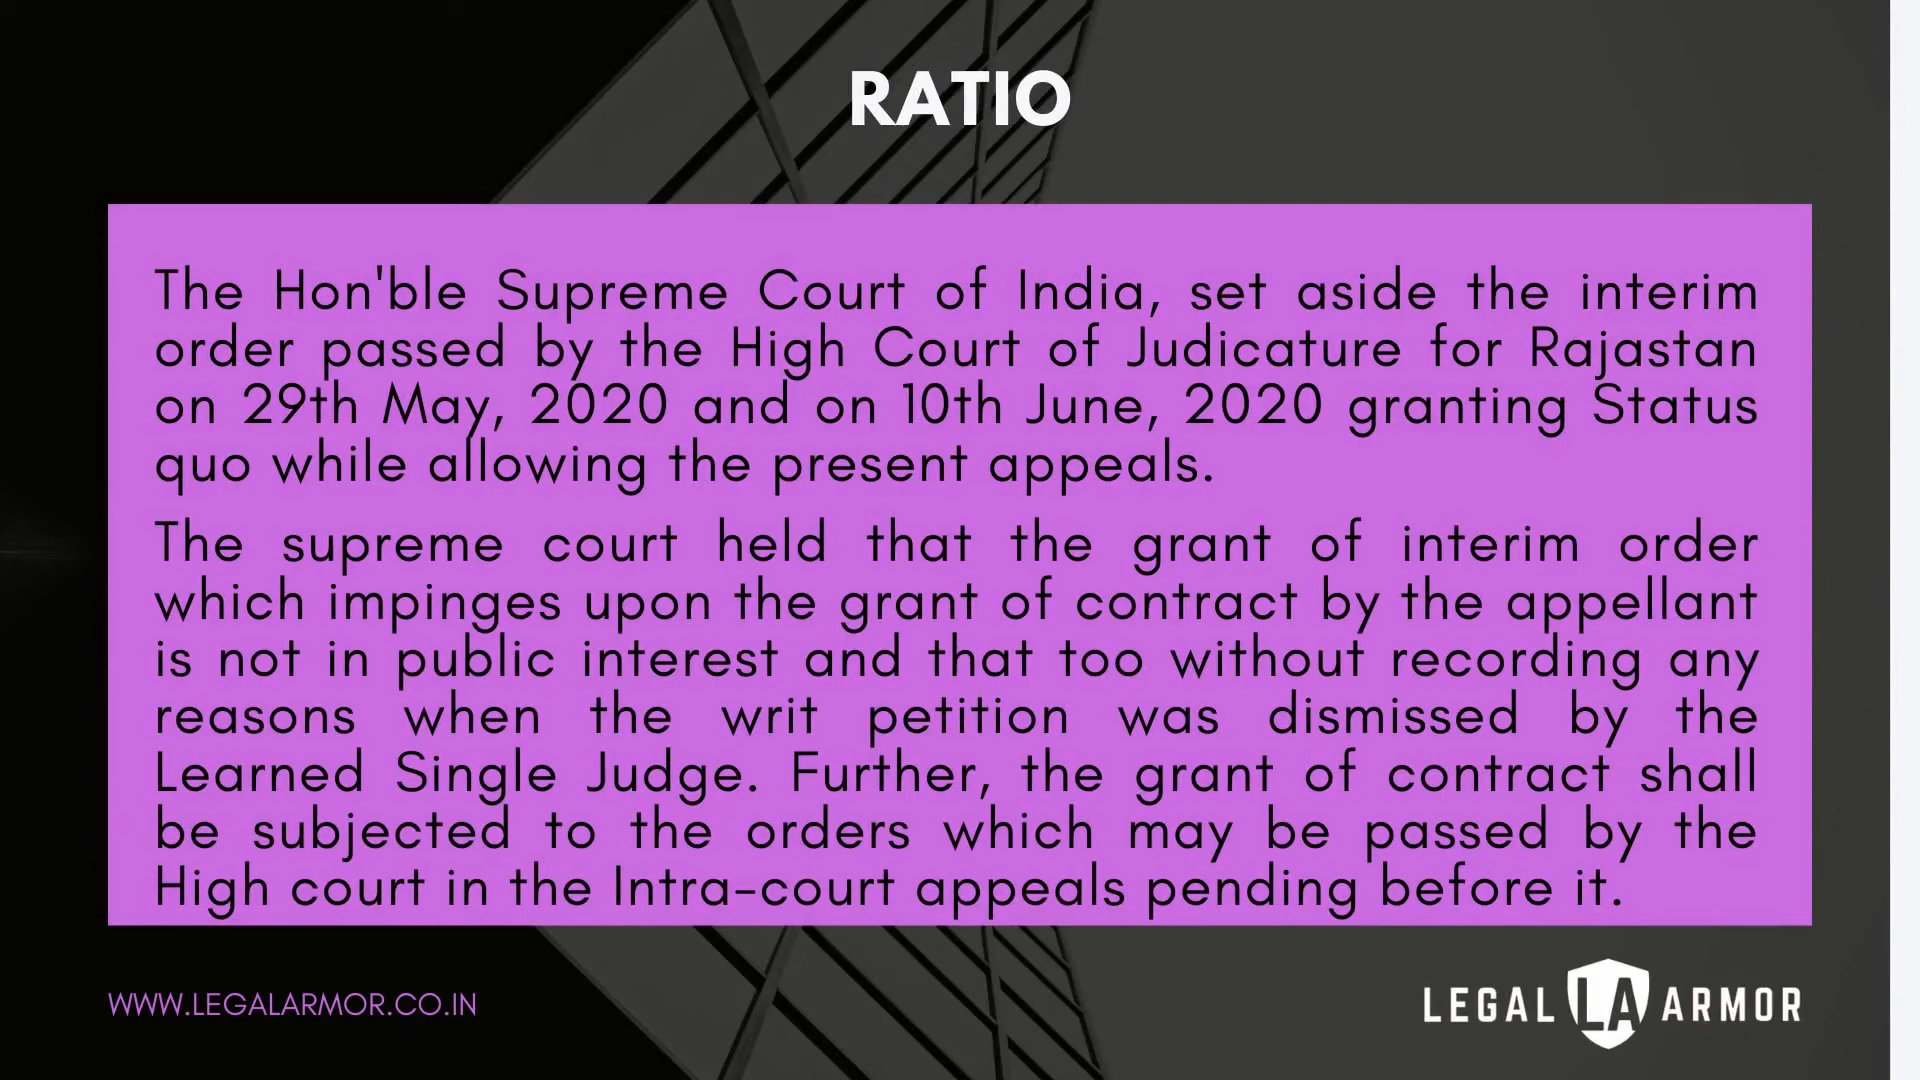 RATIO
The Hon'ble Supreme Court of India, set aside the interim
order passed by the High Court of Judicature for Rajastan
on 29th May, 2020 and on 10th June, 2020 granting Status
quo while allowing the present appeals.
The supreme court held that the grant of interim order
which impinges upon the grant of contract by the appellant
is not in public interest and that too without recording any
reasons when the writ petition was dismissed by the
Learned Single Judge. Further, the grant of contract shall
be subjected to the orders which may be passed by the
High court in the Intra-court appeals pending before it.
WWW.LEGALARMOR.CO.IN
LEGAL LA ARMOR